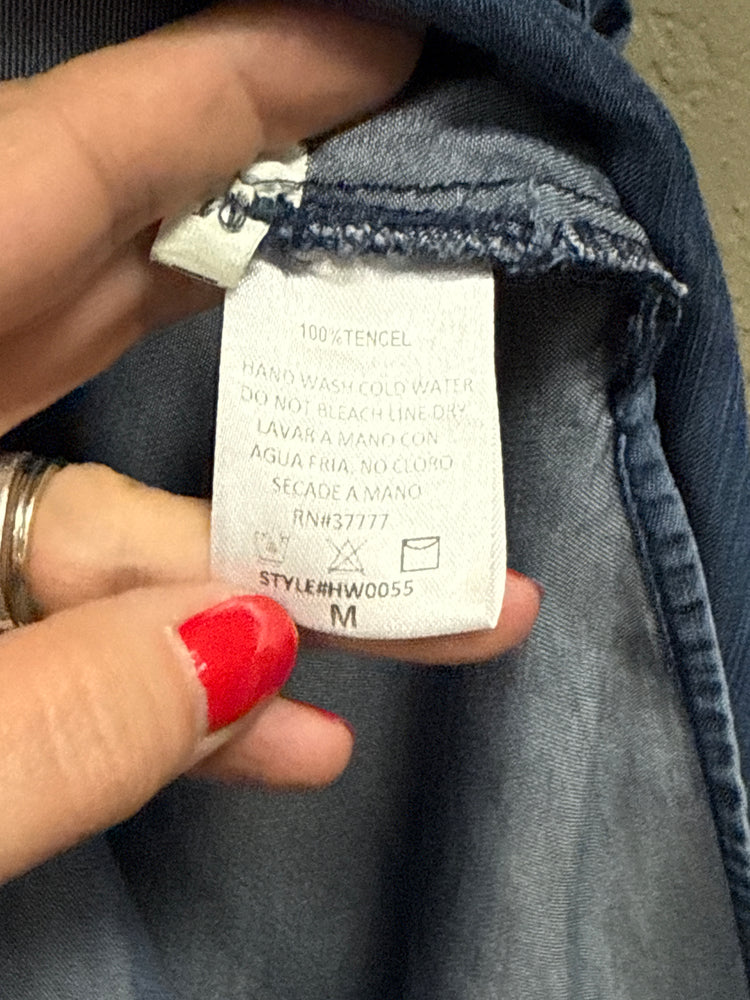 100%TENCEL
HAND WASH COLD WATER
DO NOT BLEACH LINE DRY
LAVAR A MANO CON
AGUA FRIA. NO CLORO
SECADE A MANO
RN#37777
STYLE#HW0055
M